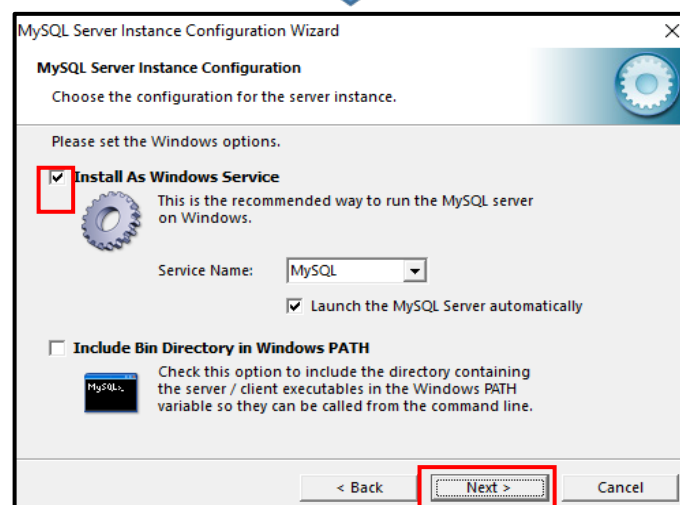 MySQL Server Instance Configuration Wizard
MySQL Server Instance Configuration
Choose the configuration for the server instance.
Please set the Windows options.
Install As Windows Service
This is the recommended way to run the MySQL server
on Windows.
Service Name: MySQL
Launch the MySQL Server automatically
Include Bin Directory in Windows PATH
Check this option to include the directory containing
the server / client executables in the Windows PATH
variable so they can be called from the command line.
MySQL>_
< Back Next > Cancel